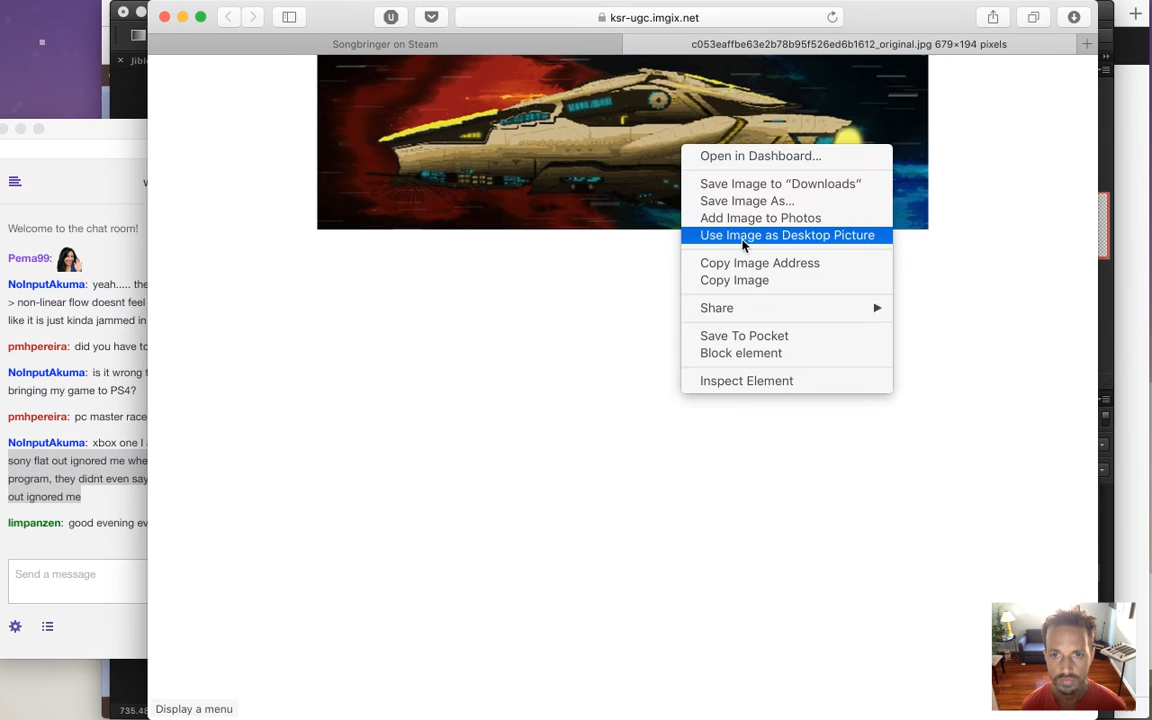 ksr-ugc.imgix.net
Songbringer on Steam
c053eaffbe63e2b78b95f526ed6b1612_original.jpg 679×194 pixels
Welcome to the chat room!
Pema99:
NoInputAkuma: yeah..... the
> non-linear flow doesnt feel
like it is just kinda jammed in
pmhpereira: did you have to
NoInputAkuma: is it wrong
bringing my game to PS4?
pmhpereira: pc master race
NoInputAkuma: xbox one I
sony flat out ignored me whe
program, they didnt even say
out ignored me
limpanzen: good evening ev
Send a message
Open in Dashboard...
Save Image to “Downloads”
Save Image As...
Add Image to Photos
Use Image as Desktop Picture
Copy Image Address
Copy Image
Share
Save To Pocket
Block element
Inspect Element
Display a menu